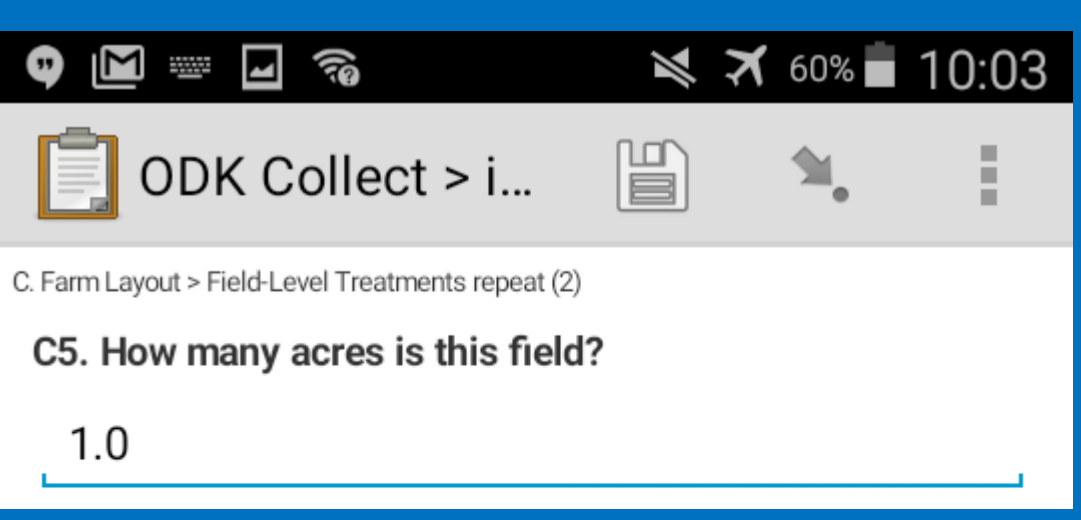 60% 10:03
ODK Collect > i...
C. Farm Layout > Field-Level Treatments repeat (2)
C5. How many acres is this field?
1.0